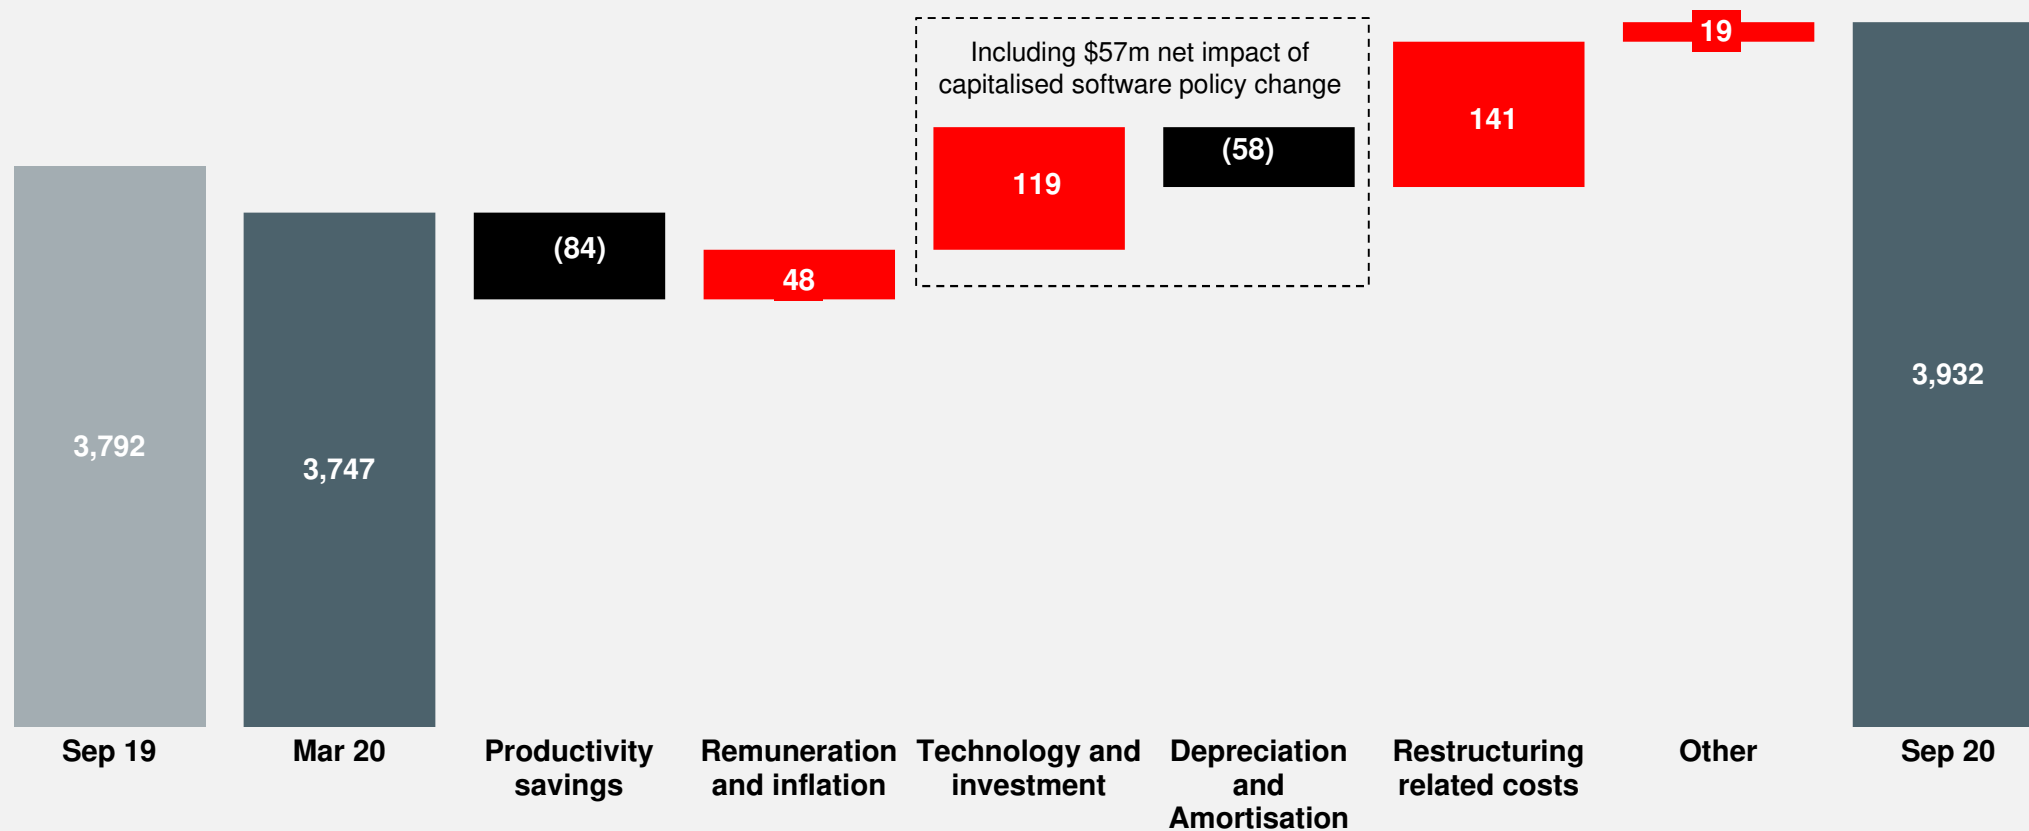 Including $57m net impact of
capitalised software policy change
3,792
3,747
(84)
48
119
(58)
141
19
3,932
Sep 19
Mar 20
Productivity
savings
Remuneration
and inflation
Technology and
investment
Depreciation
and
Amortisation
Restructuring
related costs
Other
Sep 20